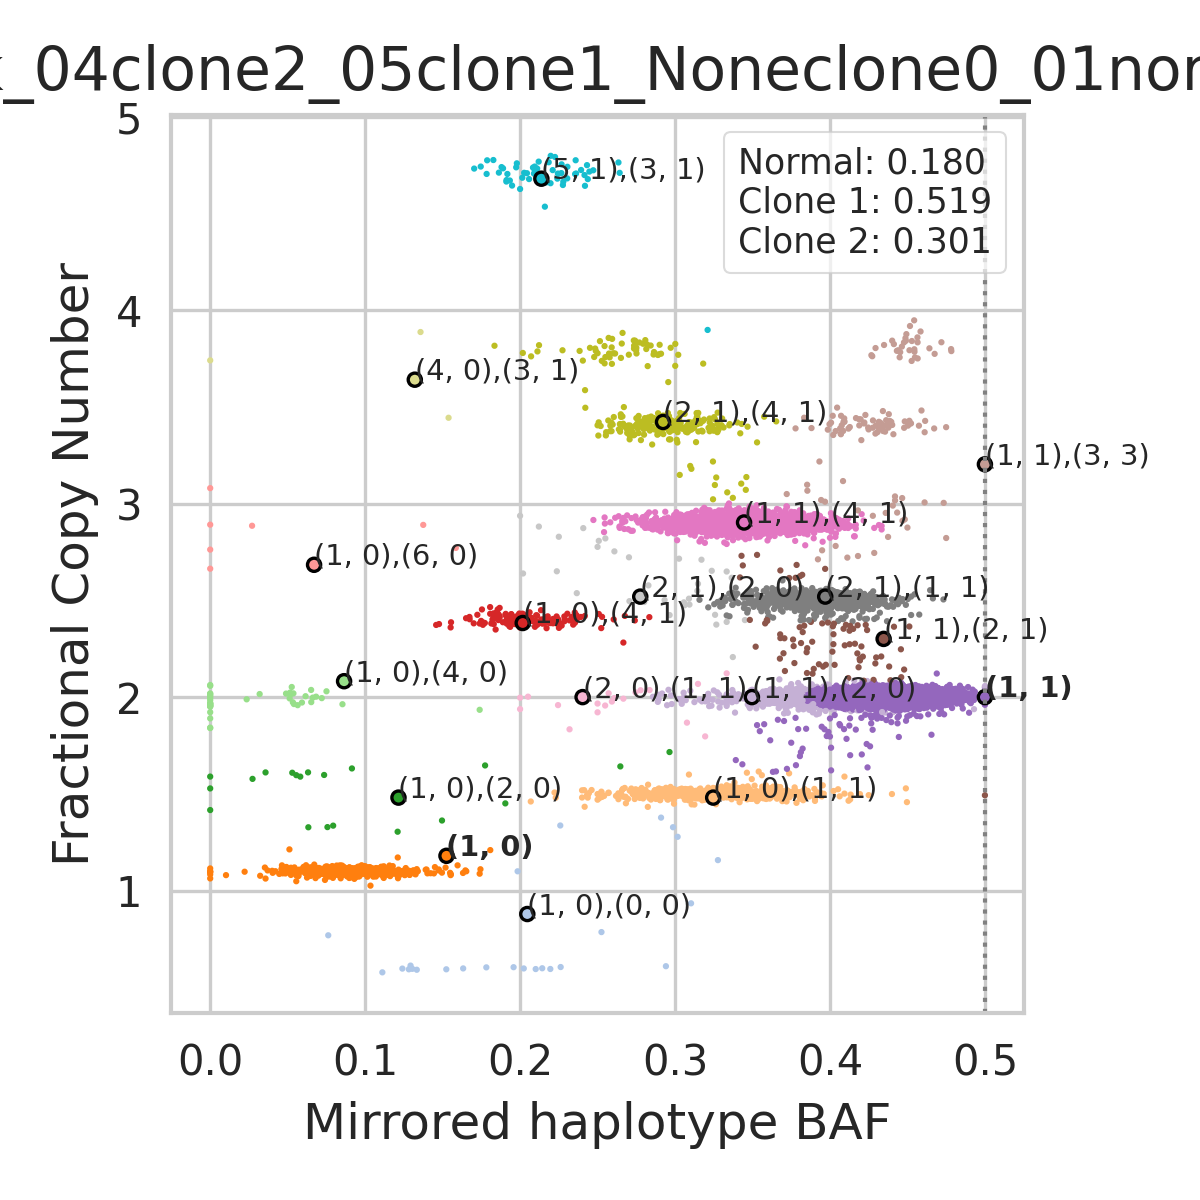 _04clone2_05clone1_Noneclone0_01nor
5
4
3
2
1
Fractional Copy Number
Normal: 0.180
Clone 1: 0.519
Clone 2: 0.301
(5, 1),(3, 1)
(4, 0),(3, 1)
(2, 1),(4, 1)
(1, 1),(3, 3)
(1, 1),(4, 1)
(1, 0),(6, 0)
(2, 1),(2, 0)
(2, 1),(1, 1)
(1, 0),(4, 1)
(1, 1),(2, 1)
(1, 0),(4, 0)
(2, 0),(1, 1)
(1, 1),(2, 0)
(1, 1)
(1, 0),(2, 0)
(1, 0),(1, 1)
(1, 0)
(1, 0),(0, 0)
0.0 0.1 0.2 0.3 0.4 0.5
Mirrored haplotype BAF